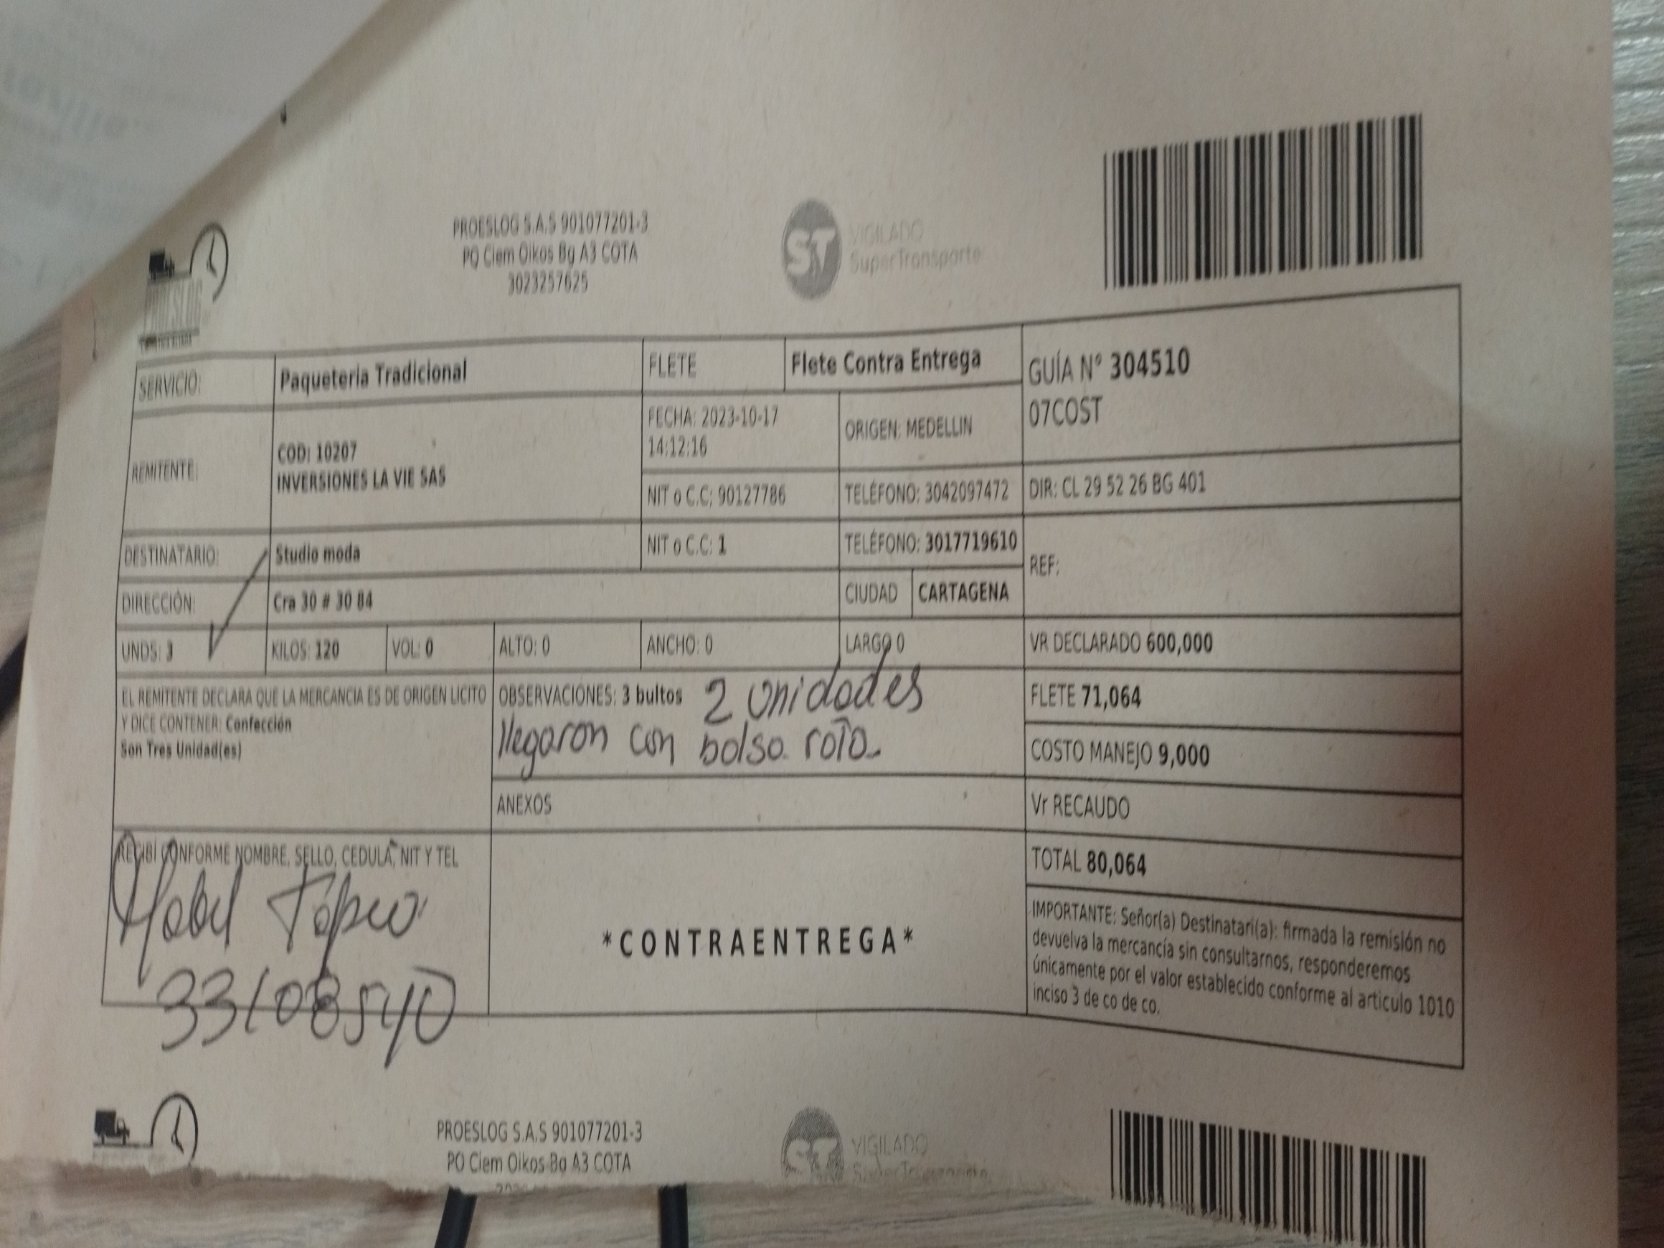 PROESLOG
PROESLOG S.A.S 901077201-3
PQ Ciem Oikos Bg A3 COTA
3023257625
ST
VIGILADO
SuperTransporte
SERVICIO:
Paqueteria Tradicional
FLETE
Flete Contra Entrega
GUÍA N° 304510
07COST
REMITENTE:
COD: 10207
INVERSIONES LA VIE SAS
FECHA: 2023-10-17
14:12:16
ORIGEN: MEDELLIN
NIT o C.C: 90127786
TELÉFONO: 3042097472
DIR: CL 29 52 26 BG 401
DESTINATARIO:
Studio moda
NIT o C.C: 1
TELÉFONO: 3017719610
REF:
DIRECCIÓN:
Cra 30 # 30 84
CIUDAD
CARTAGENA
UNDS: 3
KILOS: 120
VOL: 0
ALTO: 0
ANCHO: 0
LARGO 0
VR DECLARADO 600,000
EL REMITENTE DECLARA QUE LA MERCANCIA ES DE ORIGEN LICITO
Y DICE CONTENER: Confección
Son Tres Unidad(es)
OBSERVACIONES: 3 bultos 2 unidades
llegaron con bolsa rota
FLETE 71,064
COSTO MANEJO 9,000
ANEXOS
Vr RECAUDO
RECIBÍ CONFORME NOMBRE, SELLO, CEDULA, NIT Y TEL
33108540
*CONTRAENTREGA*
TOTAL 80,064
IMPORTANTE: Señor(a) Destinatari(a): firmada la remisión no
devuelva la mercancía sin consultarnos, responderemos
únicamente por el valor establecido conforme al articulo 1010
inciso 3 de co de co.
PROESLOG S.A.S 901077201-3
PQ Ciem Oikos Bg A3 COTA
ST
VIGILADO
SuperTransporte